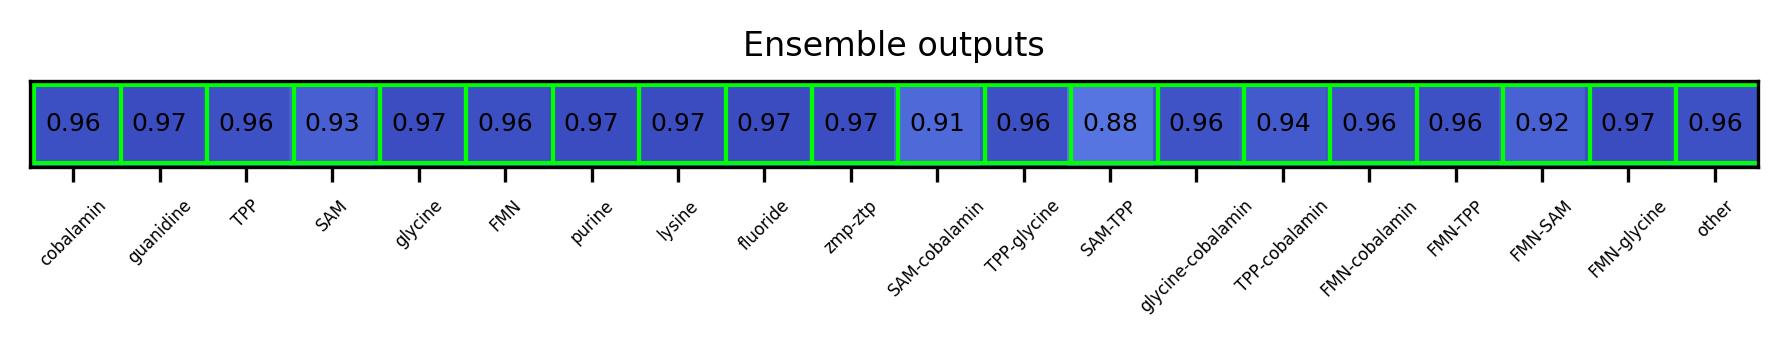 Ensemble outputs
0.96 0.97 0.96 0.93 0.97 0.96 0.97 0.97 0.97 0.97 0.91 0.96 0.88 0.96 0.94 0.96 0.96 0.92 0.97 0.96
cobalamin guanidine TPP SAM glycine FMN purine lysine fluoride zmp-ztp SAM-cobalamin TPP-glycine SAM-TPP glycine-cobalamin TPP-cobalamin FMN-cobalamin FMN-TPP FMN-SAM FMN-glycine other